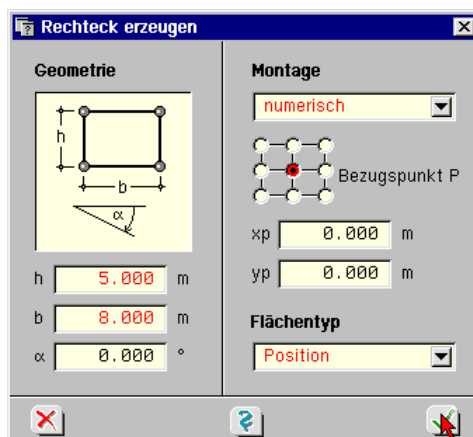 Rechteck erzeugen
Geometrie
h
b
α
h 5.000 m
b 8.000 m
α 0.000 °
Montage
numerisch
Bezugspunkt P
xp 0.000 m
yp 0.000 m
Flächentyp
Position